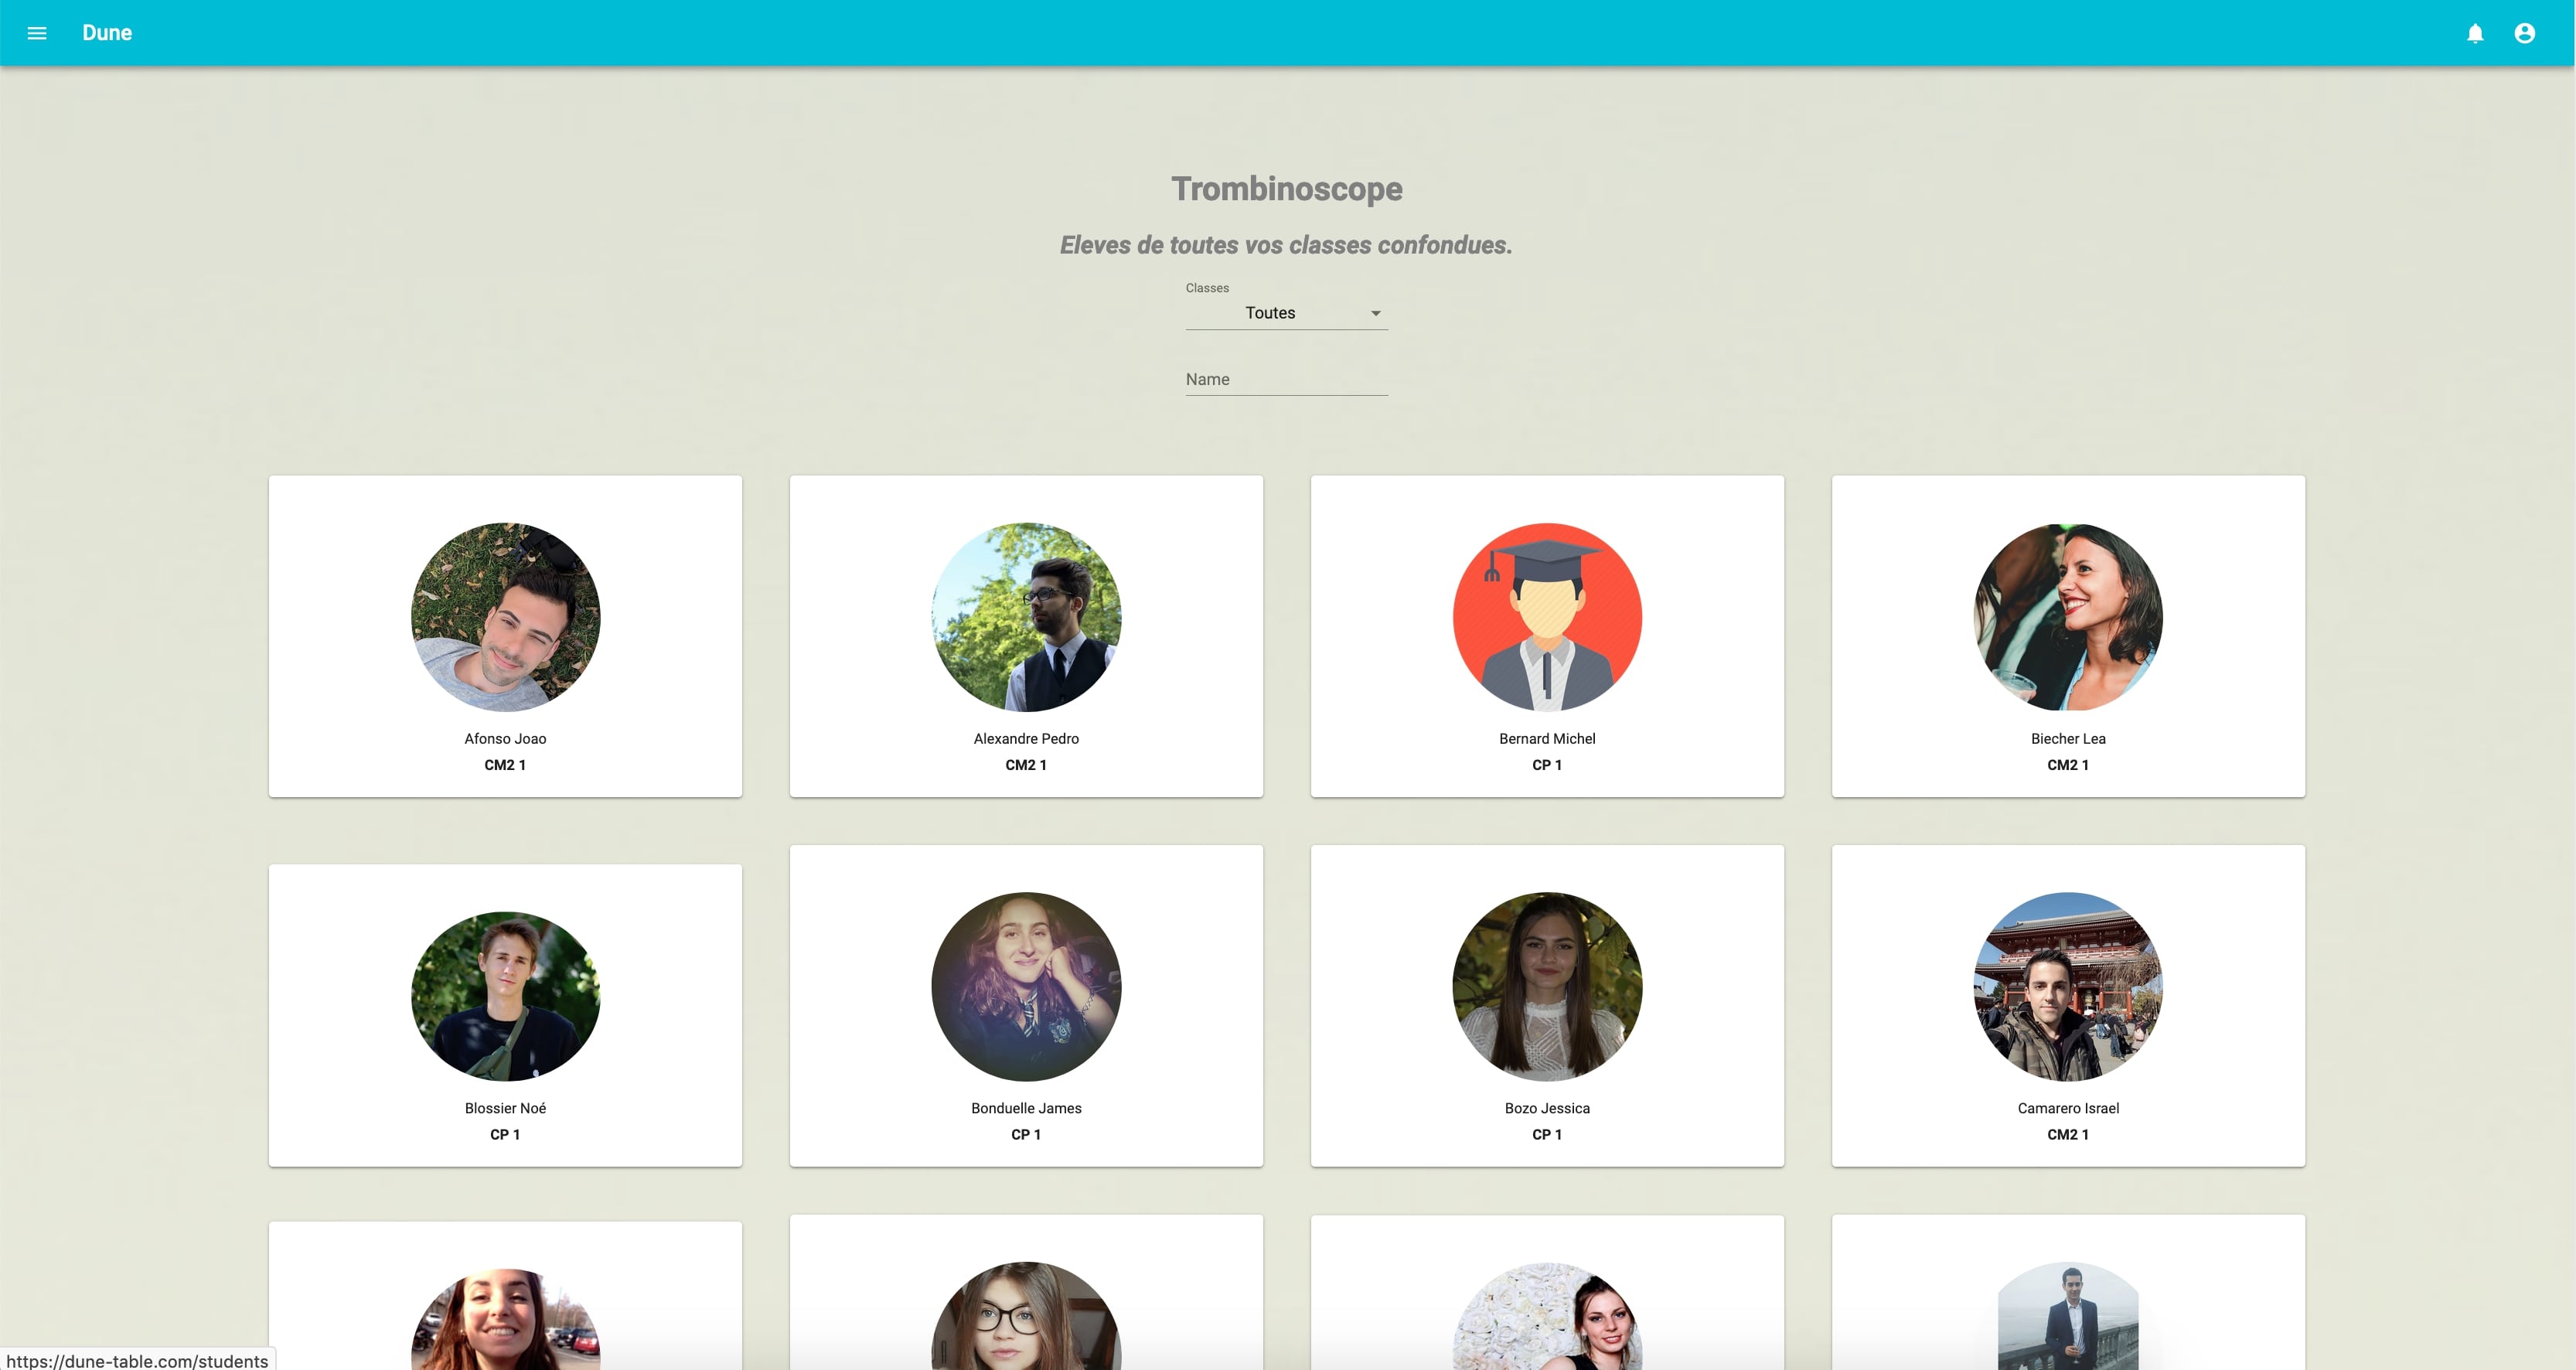 Dune
Trombinoscope
Eleves de toutes vos classes confondues.
Classes
Toutes
Name
Afonso Joao
CM2 1
Alexandre Pedro
CM2 1
Bernard Michel
CP 1
Biecher Lea
CM2 1
Blossier Noé
CP 1
Bonduelle James
CP 1
Bozo Jessica
CP 1
Camarero Israel
CM2 1
https://dune-table.com/students